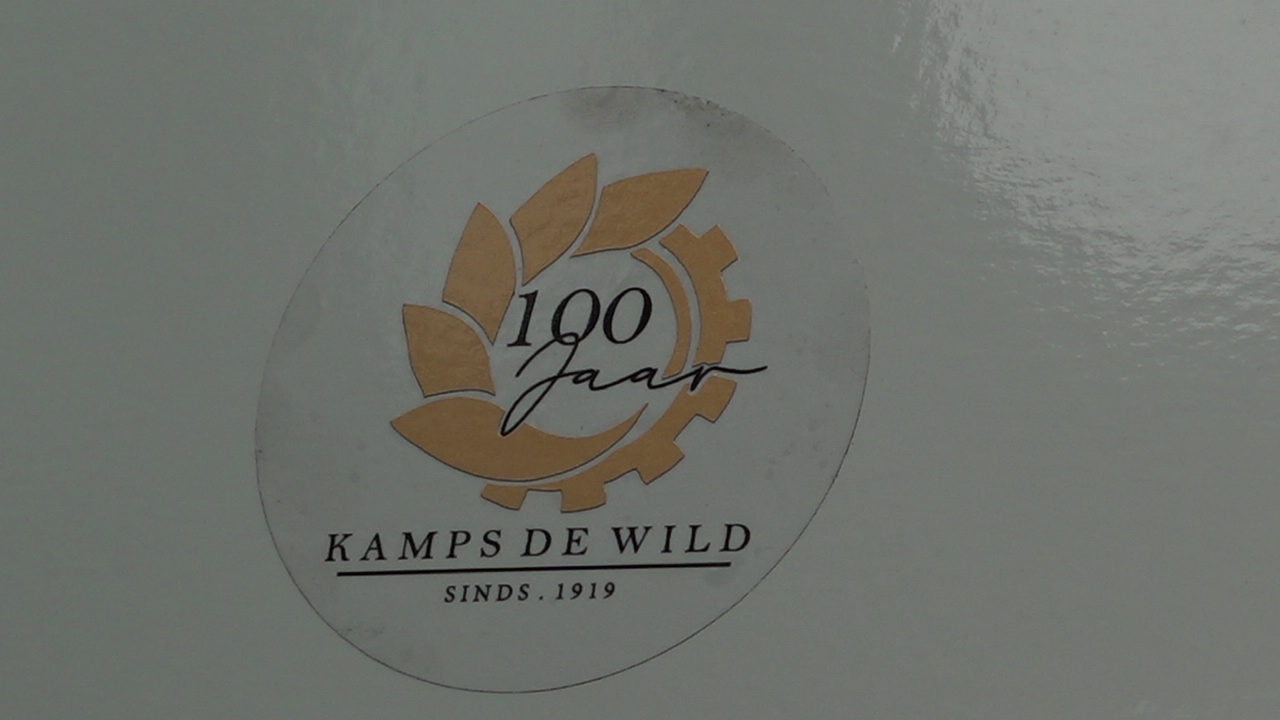 100
Jaar
KAMPS DE WILD
SINDS . 1919